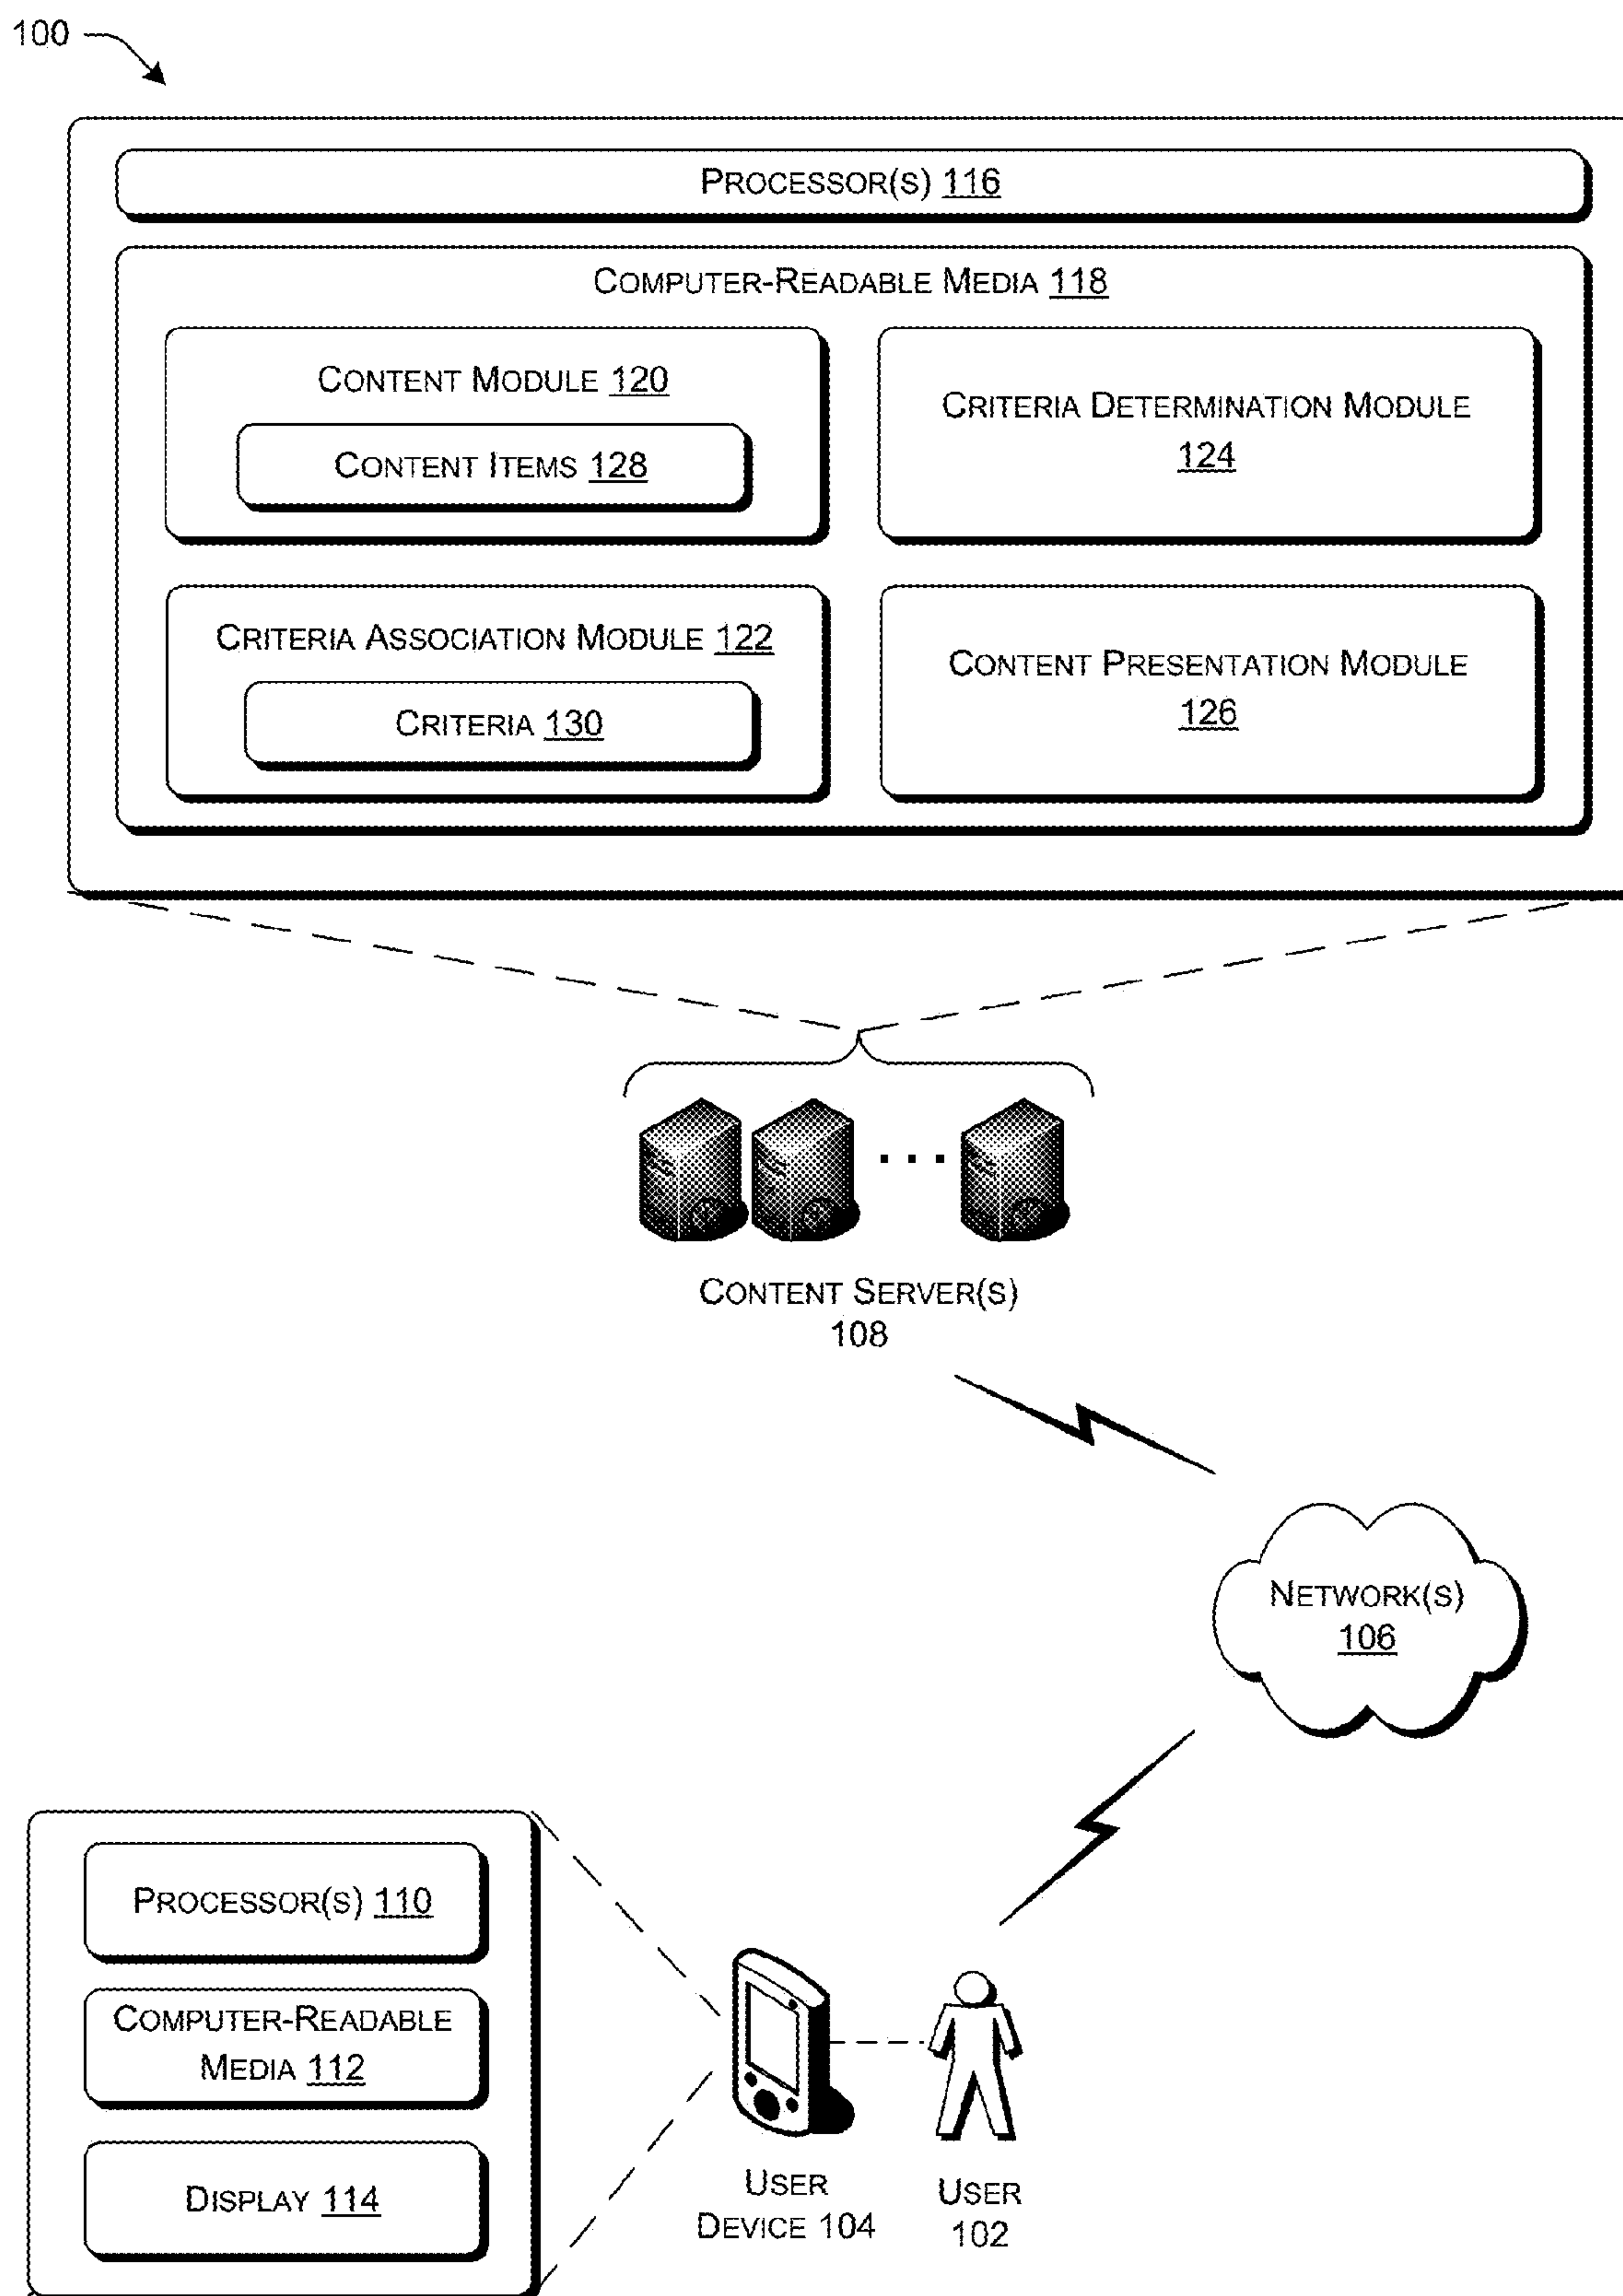 100
PROCESSOR(S) 116
COMPUTER-READABLE MEDIA 118
CONTENT MODULE 120
CONTENT ITEMS 128
CRITERIA DETERMINATION MODULE
124
CRITERIA ASSOCIATION MODULE 122
CRITERIA 130
CONTENT PRESENTATION MODULE
126
CONTENT SERVER(S)
108
NETWORK(S)
106
PROCESSOR(S) 110
COMPUTER-READABLE
MEDIA 112
DISPLAY 114
USER
DEVICE 104
USER
102